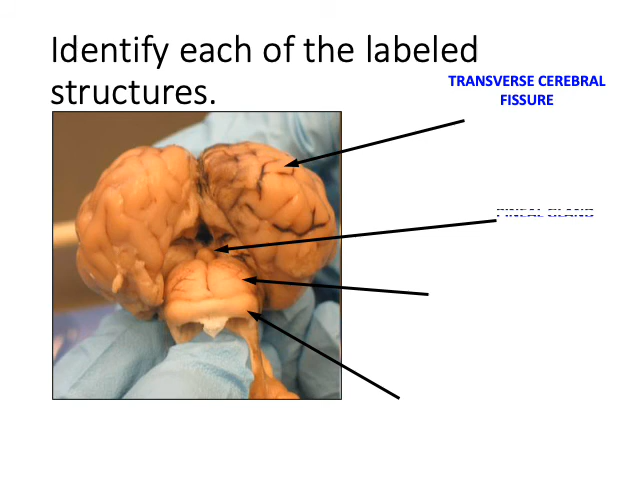 Identify each of the labeled
structures.
TRANSVERSE CEREBRAL
FISSURE